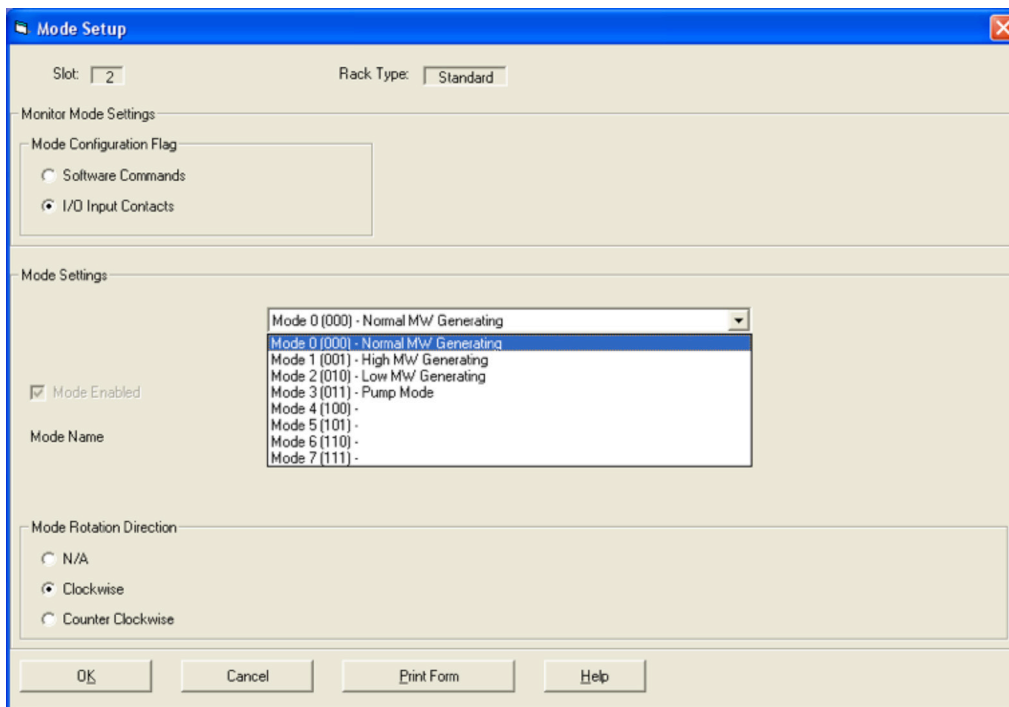 Mode Setup
Slot: 2 Rack Type: Standard
Monitor Mode Settings
Mode Configuration Flag
Software Commands
I/O Input Contacts
Mode Settings
Mode 0 (000) - Normal MW Generating
Mode 0 (000) - Normal MW Generating
Mode 1 (001) - High MW Generating
Mode 2 (010) - Low MW Generating
Mode 3 (011) - Pump Mode
Mode 4 (100) -
Mode 5 (101) -
Mode 6 (110) -
Mode 7 (111) -
Mode Enabled
Mode Name
Mode Rotation Direction
N/A
Clockwise
Counter Clockwise
OK Cancel Print Form Help